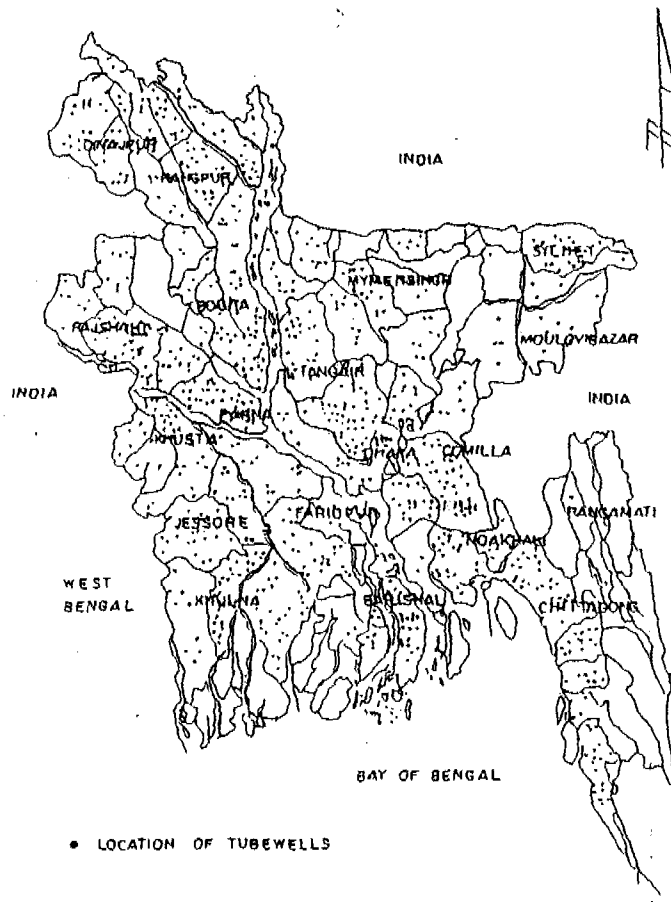 INDIA
DINAJPUR
RANGPUR
SYLHET
MYMENSINGH
BOGRA
RAJSHAHI
MOULOVIBAZAR
TANGAIL
INDIA
INDIA
PABNA
KHUSTIA
DHAKA
COMILLA
FARIDPUR
RANGAMATI
JESSORE
NOAKHALI
WEST
BENGAL
KHULNA
BARISHAL
CHITTAGONG
BAY OF BENGAL
• LOCATION OF TUBEWELLS